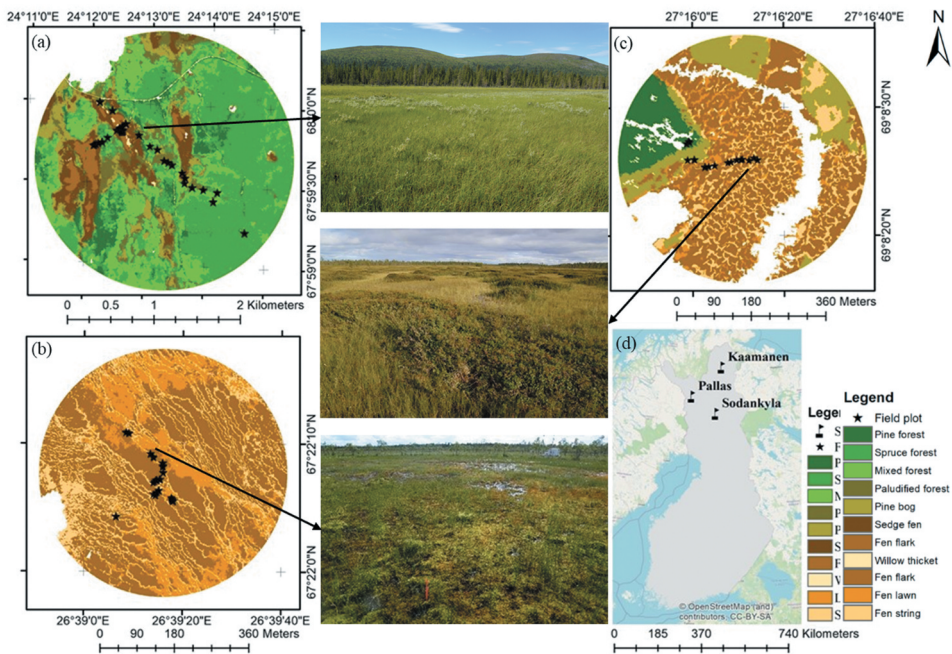 24°11'0"E 24°12'0"E 24°13'0"E 24°15'0"E
(a)
68°0'0"N
67°59'30"N
67°59'0"N
0 0.5 1 2 Kilometers
(b)
67°22'10"N
67°22'0"N
26°39'0"E 26°39'20"E 26°39'40"E
0 90 180 360 Meters
27°16'0"E 27°16'20"E 27°16'40"E
(c)
N
69°8'30"N
69°8'20"N
0 45 90 180 360 Meters
(d)
Kaamanen
Pallas
Sodankyla
© OpenStreetMap (and)
contributors, CC-BY-SA
0 185 370 740 Kilometers
Leger
S
F
P
S
M
P
P
S
F
V
L
S
Legend
Field plot
Pine forest
Spruce forest
Mixed forest
Paludified forest
Pine bog
Sedge fen
Fen flark
Willow thicket
Fen flark
Fen lawn
Fen string